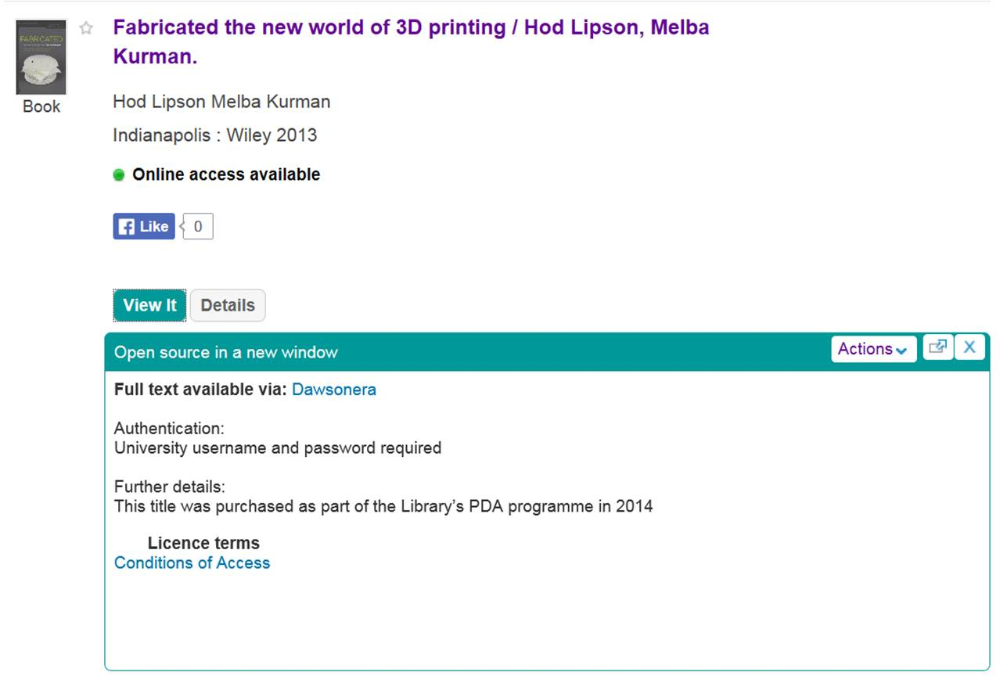 Fabricated the new world of 3D printing / Hod Lipson, Melba
Kurman.
FABRICATED
Book
Hod Lipson Melba Kurman
Indianapolis : Wiley 2013
Online access available
Like 0
View It Details
Open source in a new window Actions X
Full text available via: Dawsonera
Authentication:
University username and password required
Further details:
This title was purchased as part of the Library’s PDA programme in 2014
Licence terms
Conditions of Access